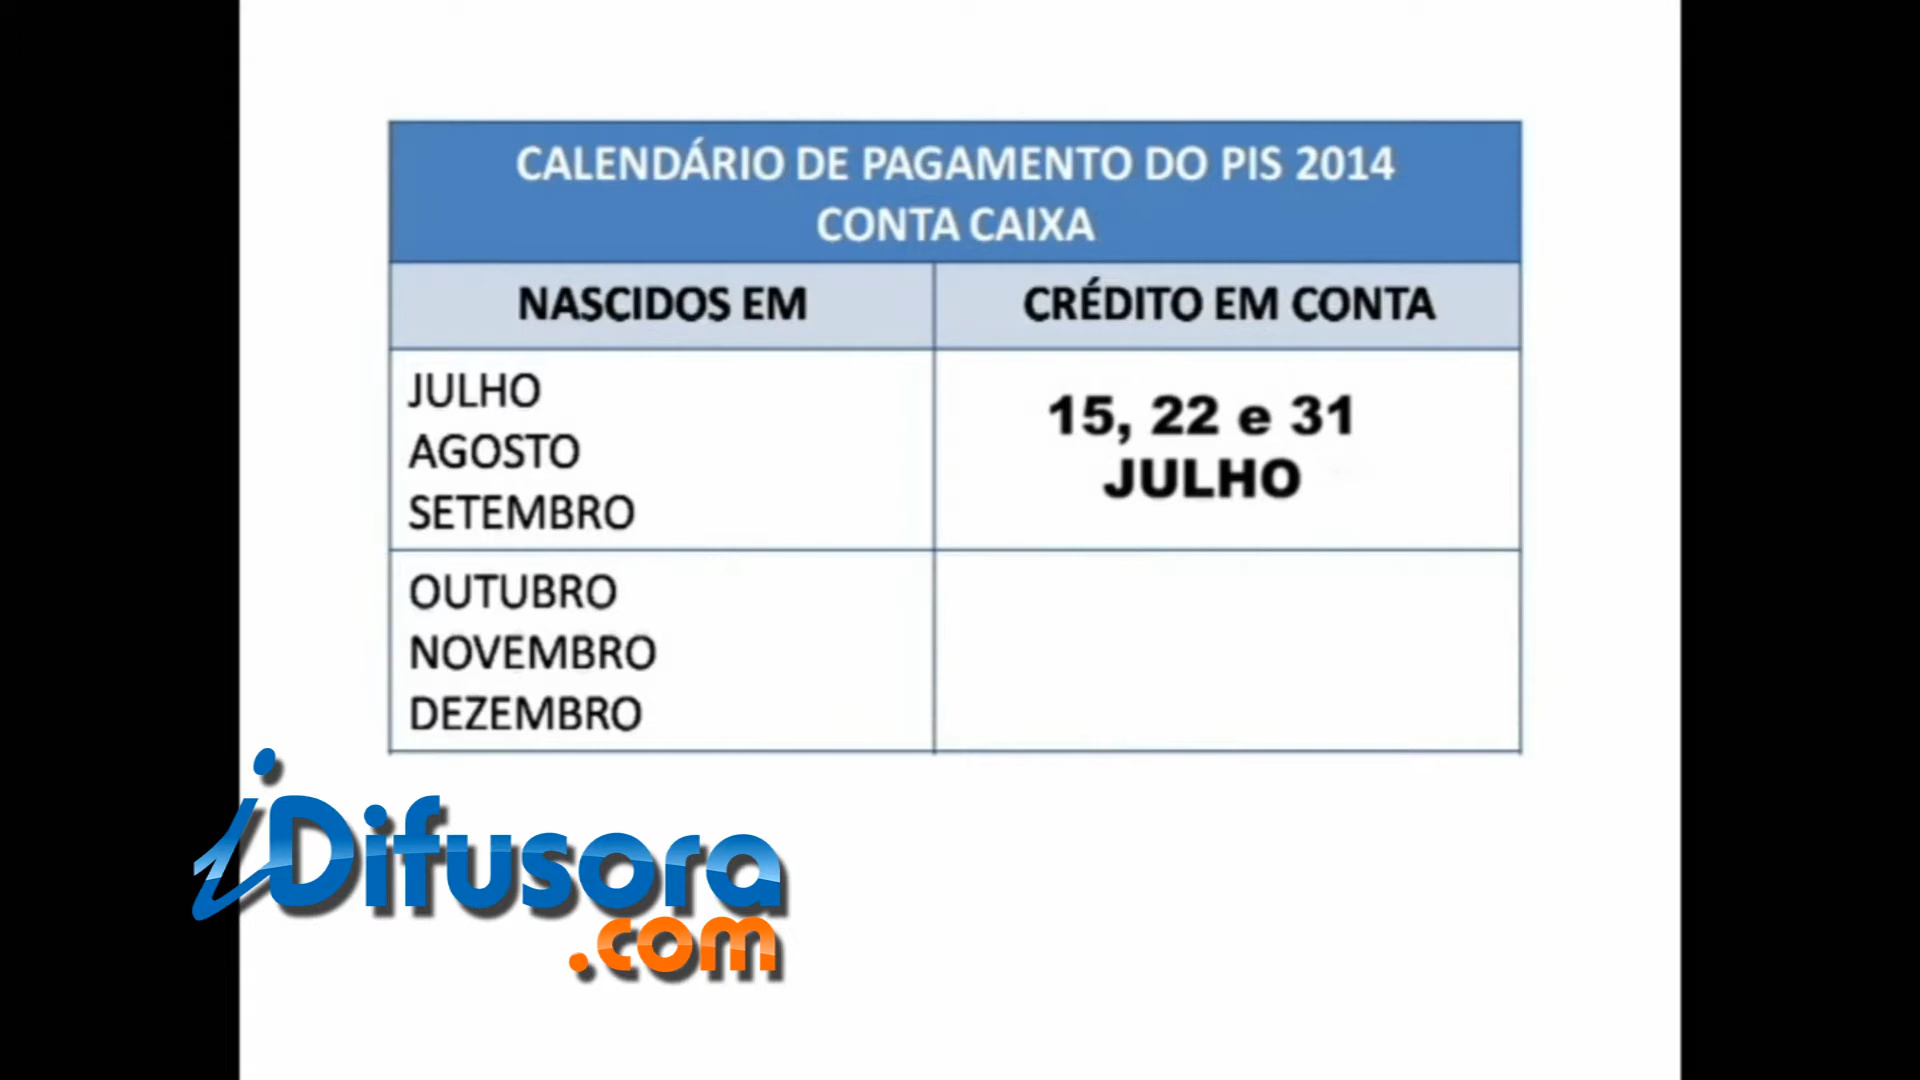 CALENDÁRIO DE PAGAMENTO DO PIS 2014
CONTA CAIXA
NASCIDOS EM
CRÉDITO EM CONTA
JULHO
AGOSTO
SETEMBRO
15, 22 e 31
JULHO
OUTUBRO
NOVEMBRO
DEZEMBRO
iDifusora
.com